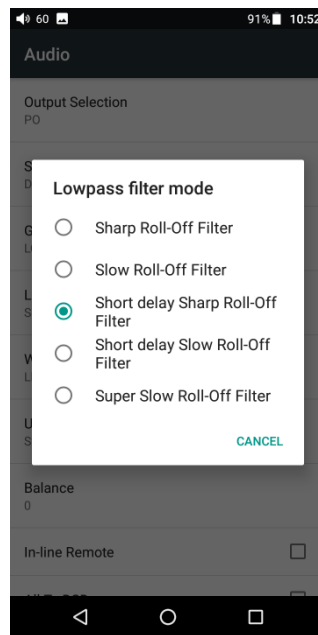 60 91% 10:52
Audio
Output Selection
PO
S
D
Lowpass filter mode
G
L
Sharp Roll-Off Filter
Slow Roll-Off Filter
L
S
Short delay Sharp Roll-Off
Filter
W
L
Short delay Slow Roll-Off
Filter
Super Slow Roll-Off Filter
U
S
CANCEL
Balance
0
In-line Remote